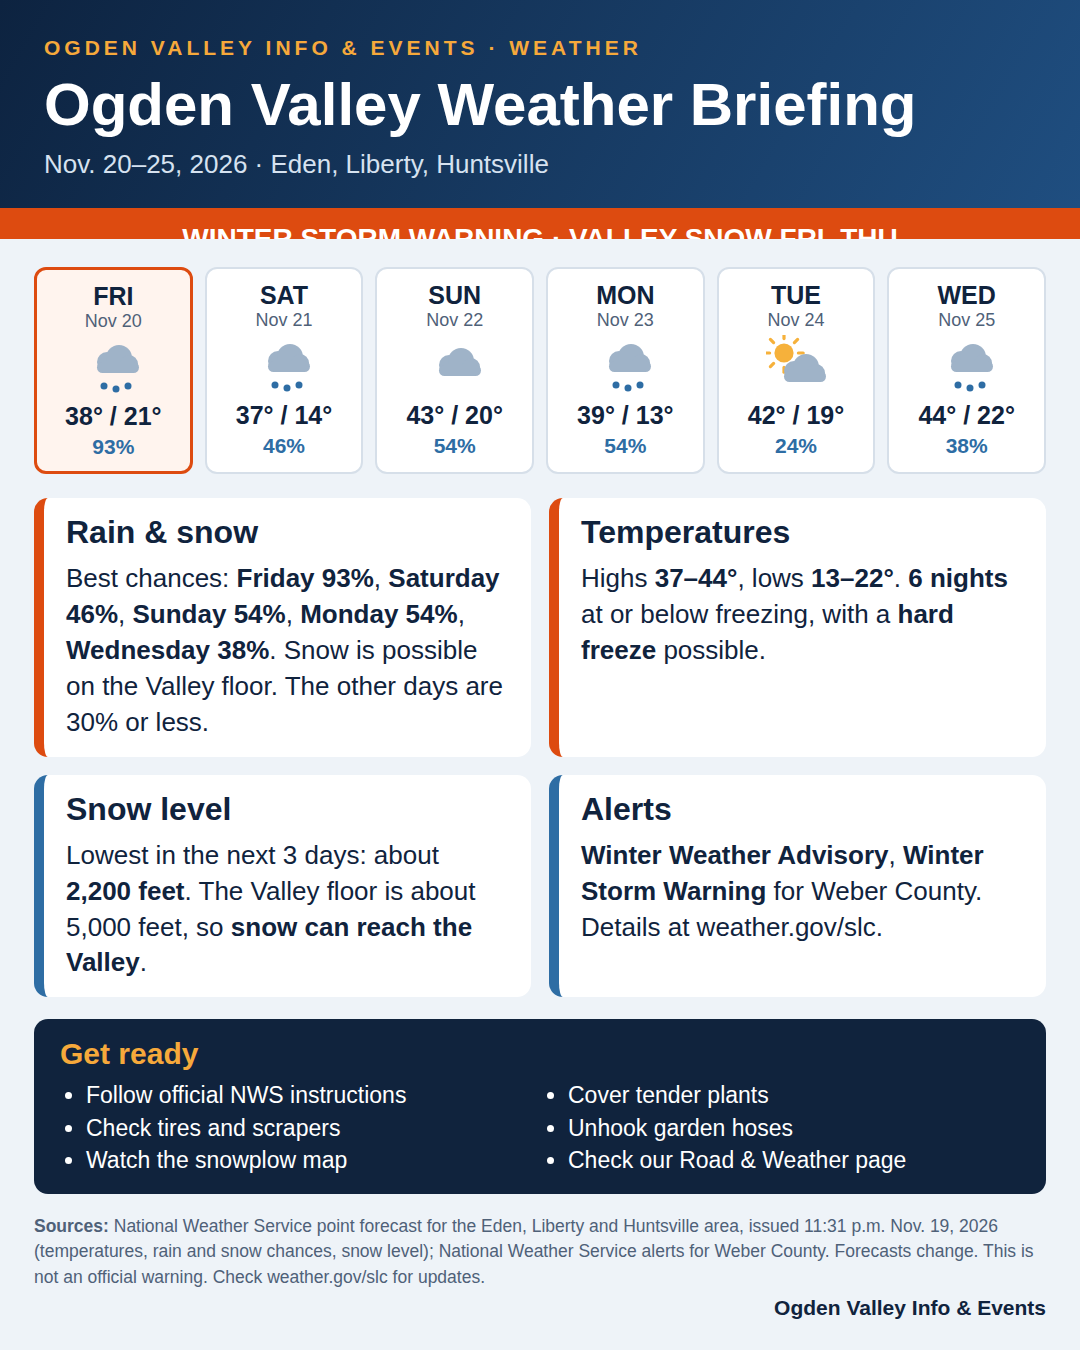 OGDEN VALLEY INFO & EVENTS · WEATHER
Ogden Valley Weather Briefing
Nov. 20–25, 2026 · Eden, Liberty, Huntsville
WINTER STORM WARNING · VALLEY SNOW FRI, THU
FRI
Nov 20
38° / 21°
93%
SAT
Nov 21
37° / 14°
46%
SUN
Nov 22
43° / 20°
54%
MON
Nov 23
39° / 13°
54%
TUE
Nov 24
42° / 19°
24%
WED
Nov 25
44° / 22°
38%
Rain & snow
Best chances: Friday 93%, Saturday
46%, Sunday 54%, Monday 54%,
Wednesday 38%. Snow is possible
on the Valley floor. The other days are
30% or less.
Temperatures
Highs 37–44°, lows 13–22°. 6 nights
at or below freezing, with a hard
freeze possible.
Snow level
Lowest in the next 3 days: about
2,200 feet. The Valley floor is about
5,000 feet, so snow can reach the
Valley.
Alerts
Winter Weather Advisory, Winter
Storm Warning for Weber County.
Details at weather.gov/slc.
Get ready
• Follow official NWS instructions
• Check tires and scrapers
• Watch the snowplow map
• Cover tender plants
• Unhook garden hoses
• Check our Road & Weather page
Sources: National Weather Service point forecast for the Eden, Liberty and Huntsville area, issued 11:31 p.m. Nov. 19, 2026
(temperatures, rain and snow chances, snow level); National Weather Service alerts for Weber County. Forecasts change. This is
not an official warning. Check weather.gov/slc for updates.
Ogden Valley Info & Events